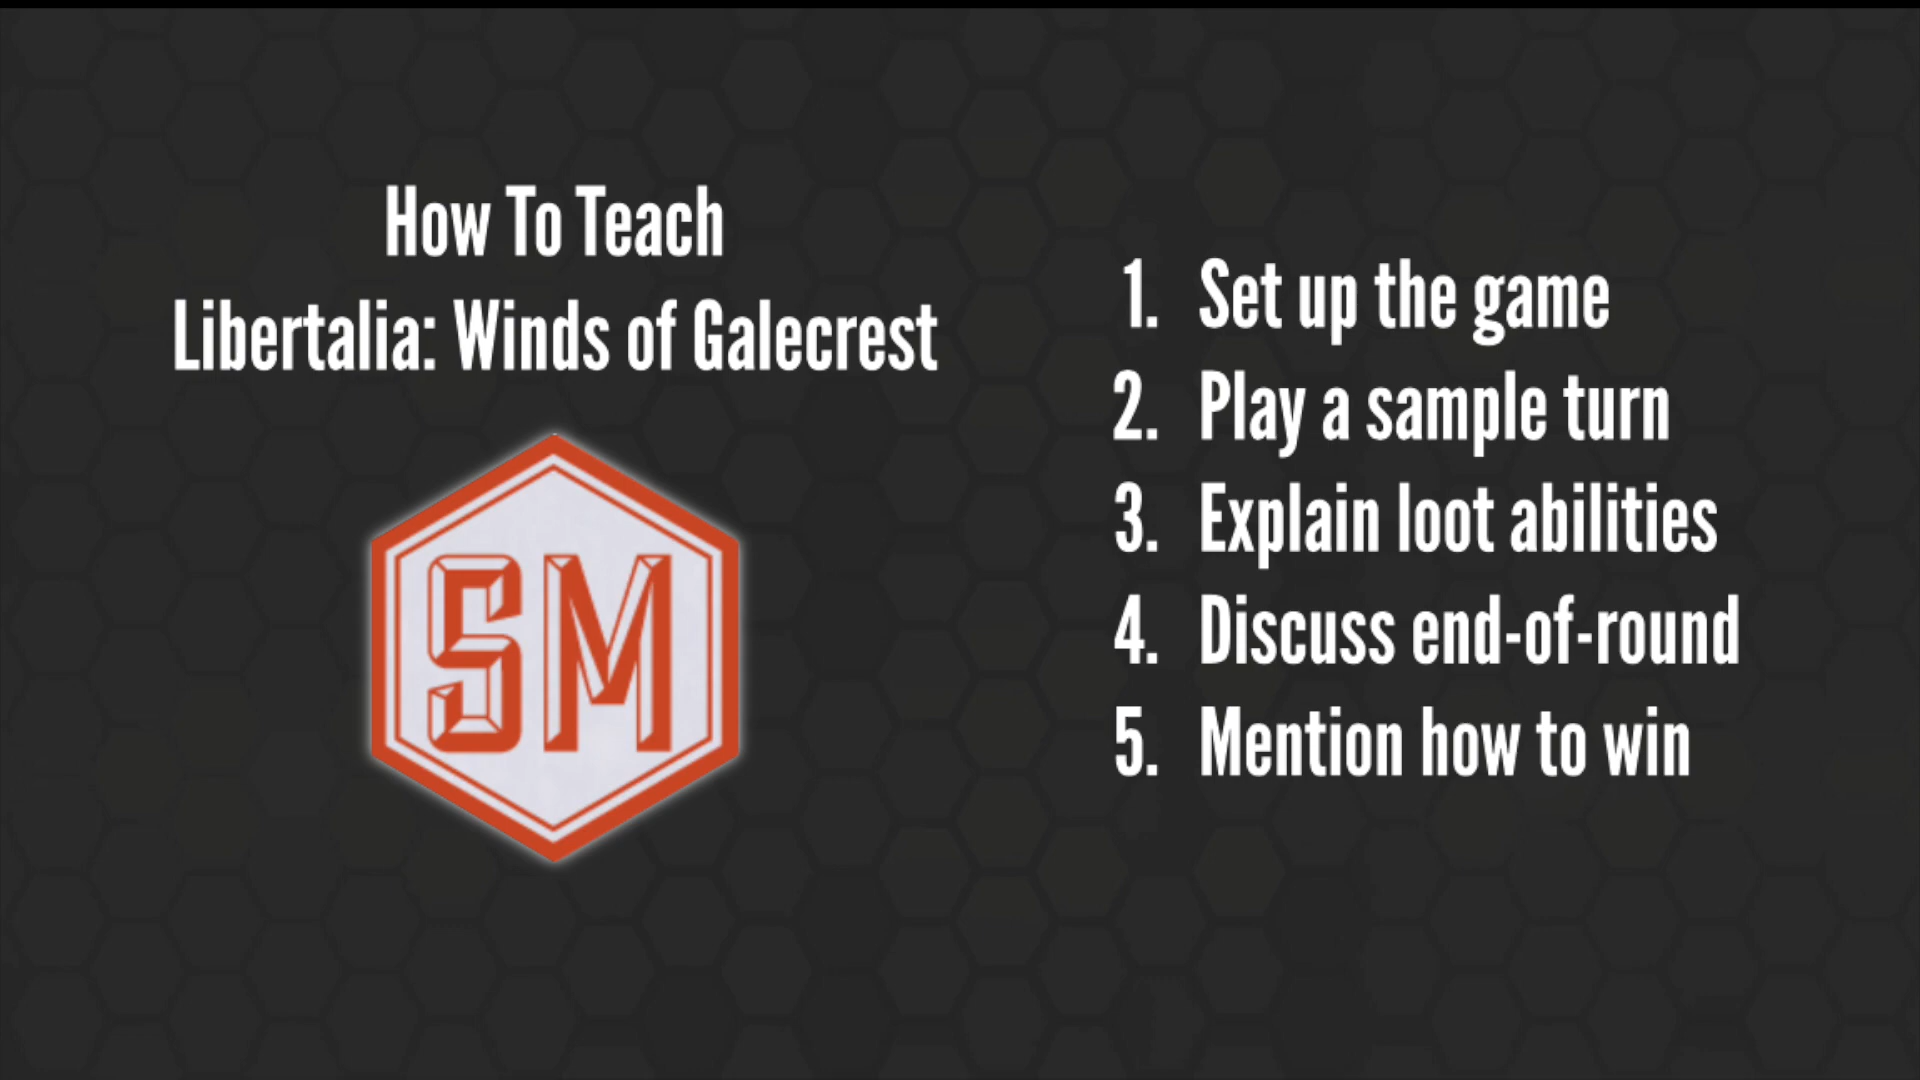 How To Teach
Libertalia: Winds of Galecrest
SM
1. Set up the game
2. Play a sample turn
3. Explain loot abilities
4. Discuss end-of-round
5. Mention how to win